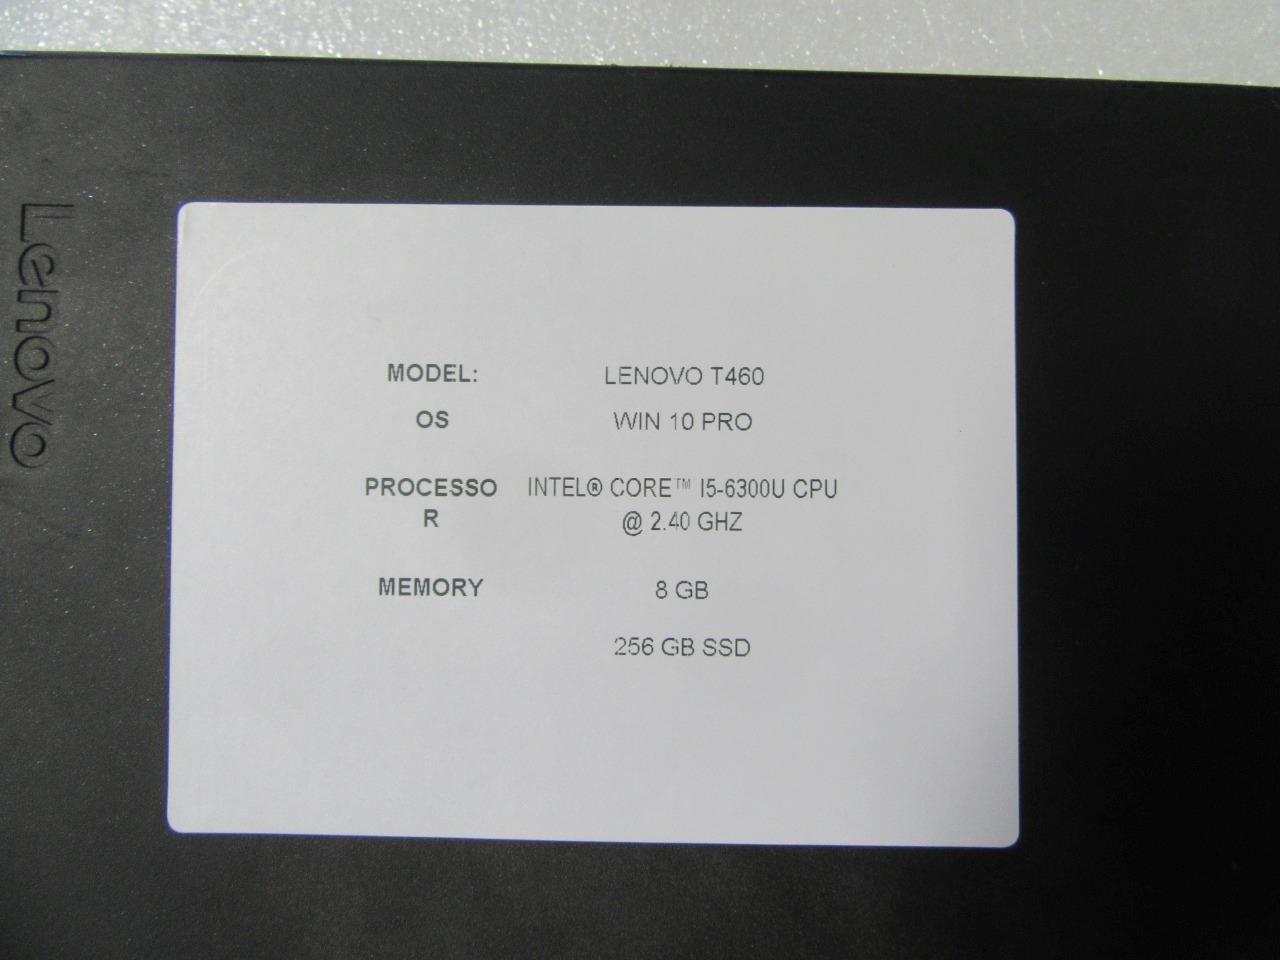 Lenovo
MODEL: LENOVO T460
OS WIN 10 PRO
PROCESSO INTEL® CORE™ I5-6300U CPU
R @ 2.40 GHZ
MEMORY 8 GB
256 GB SSD